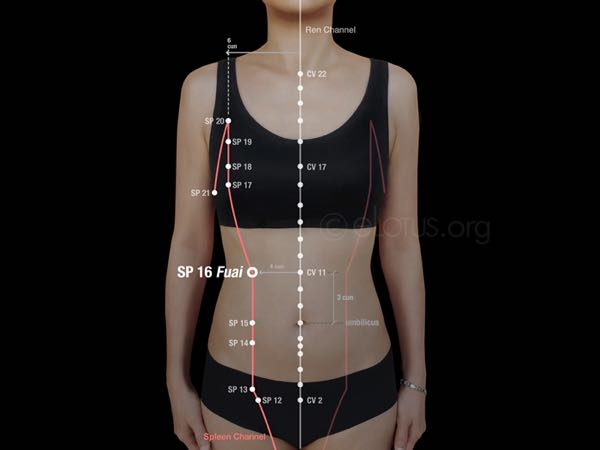 Ren Channel
6
cun
CV 22
SP 20
SP 19
SP 18
CV 17
SP 17
SP 21
© eLotus.org
SP 16 Fuai
4 cun
CV 11
3 cun
SP 15
umbilicus
SP 14
SP 13
SP 12
CV 2
Spleen Channel